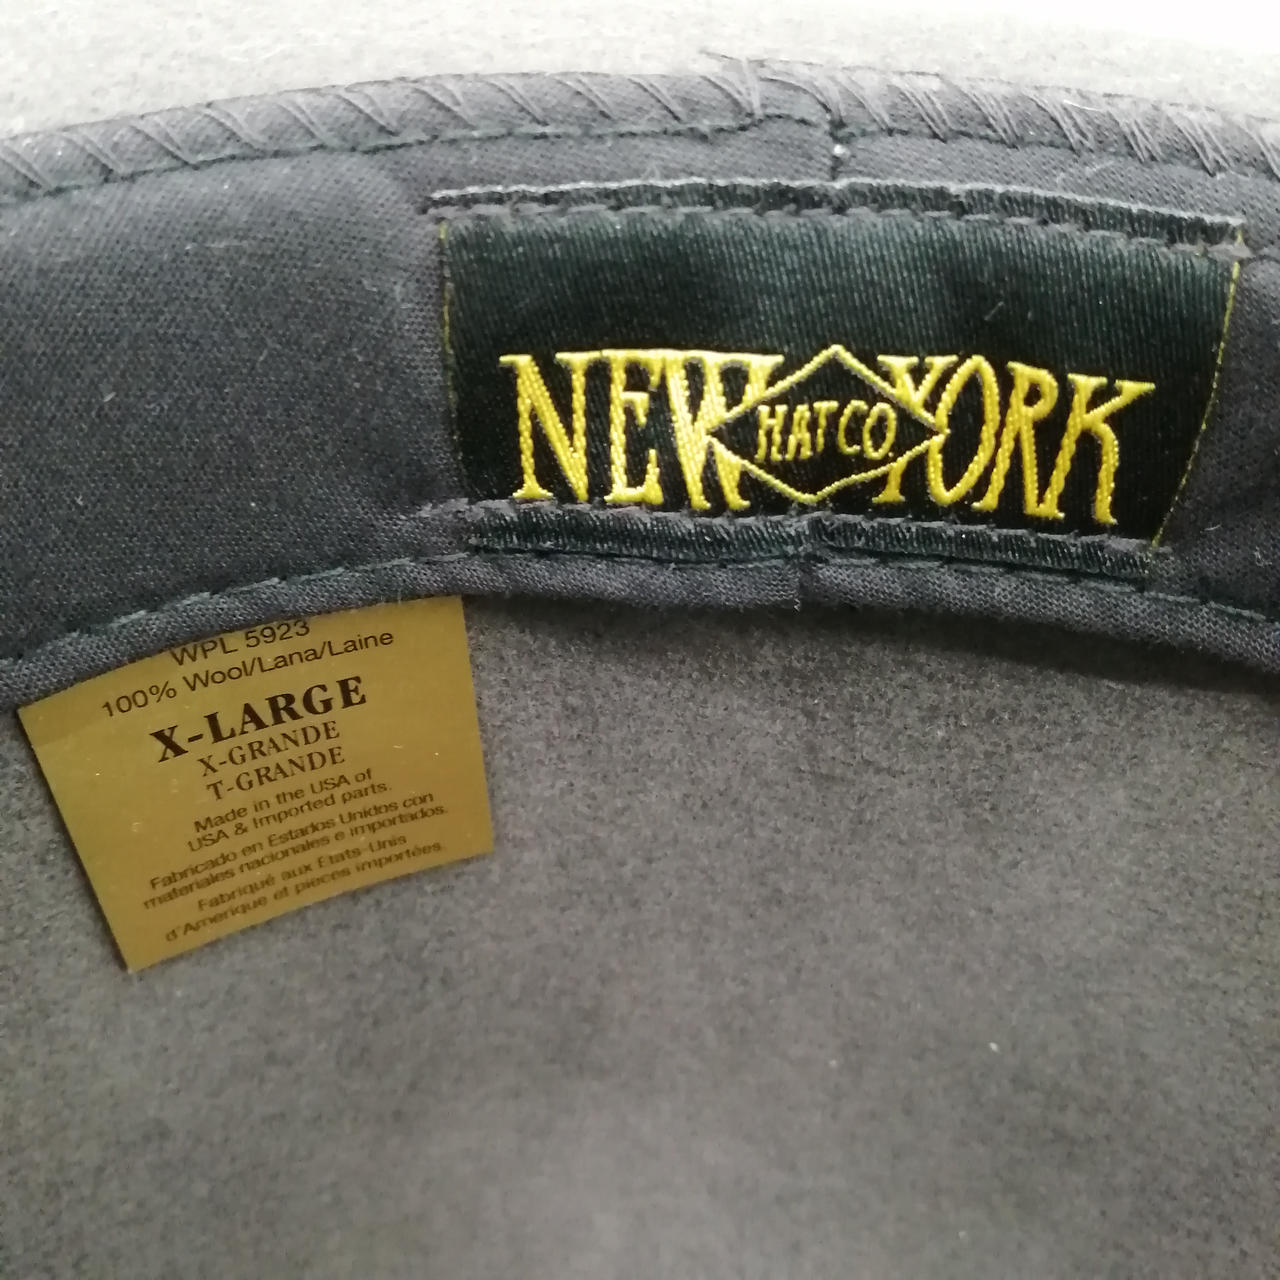 NEW YORK
HAT CO.
WPL 5923
100% Wool/Lana/Laine
X-LARGE
X-GRANDE
T-GRANDE
Made in the USA of
USA & Imported parts.
Fabricado en Estados Unidos con
materiales nacionales e importados.
Fabriqué aux Etats-Unis
d'Amerique et pieces importées.